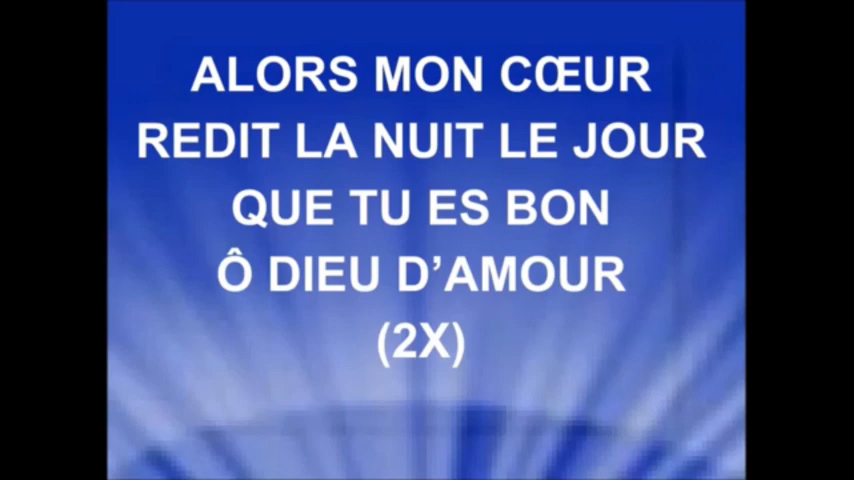 ALORS MON CŒUR
REDIT LA NUIT LE JOUR
QUE TU ES BON
Ô DIEU D’AMOUR
(2X)